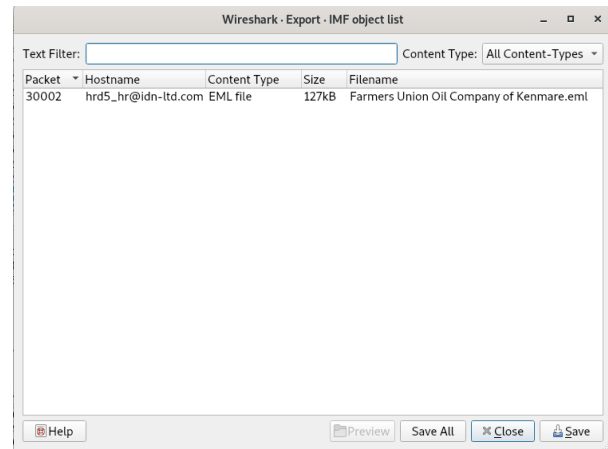 Wireshark · Export · IMF object list
Text Filter: Content Type: All Content-Types
Packet Hostname Content Type Size Filename
30002 hrd5_hr@idn-ltd.com EML file 127kB Farmers Union Oil Company of Kenmare.eml
Help Preview Save All Close Save